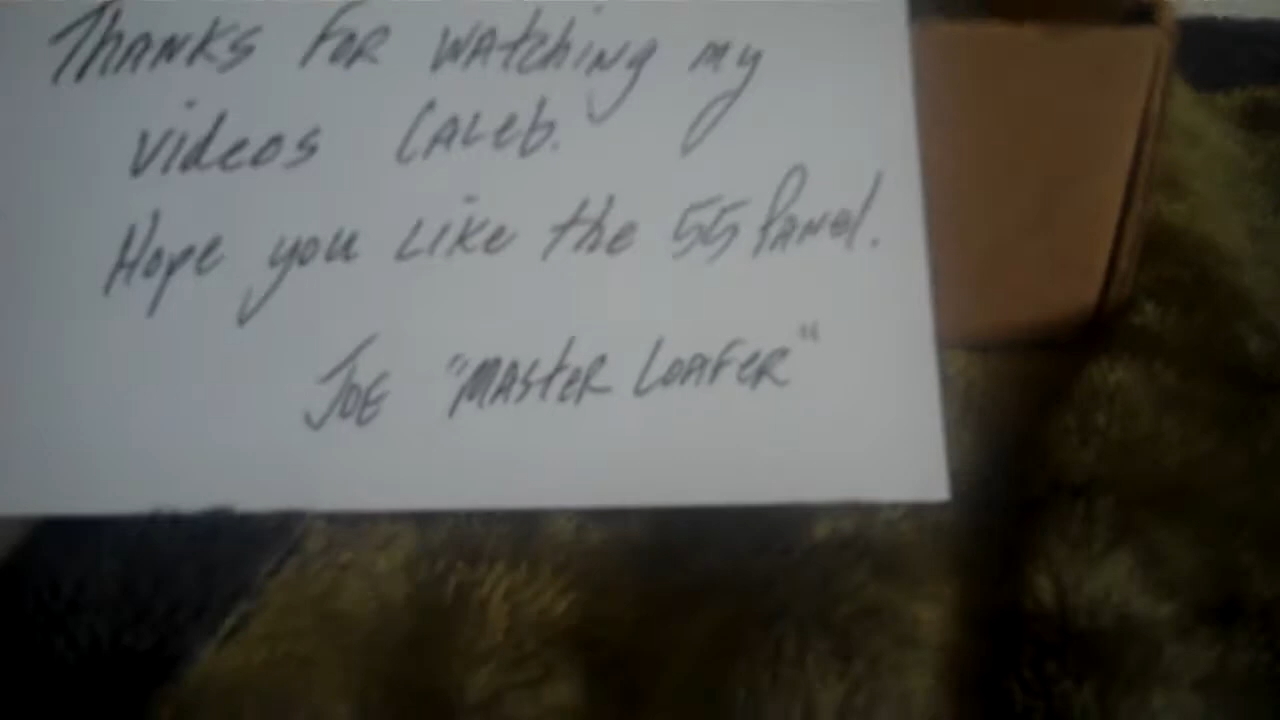 Thanks for watching my
videos Caleb.
Hope you like the 55 Panel.
Joe "Master Loafer"